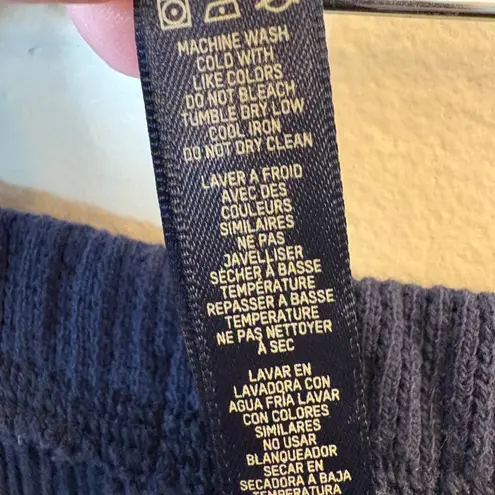 MACHINE WASH
COLD WITH
LIKE COLORS
DO NOT BLEACH
TUMBLE DRY LOW
COOL IRON
DO NOT DRY CLEAN
LAVER A FROID
AVEC DES
COULEURS
SIMILAIRES
NE PAS
JAVELLISER
SÉCHER À BASSE
TEMPÉRATURE
REPASSER A BASSE
TEMPERATURE
NE PAS NETTOYER
À SEC
LAVAR EN
LAVADORA CON
AGUA FRÍA LAVAR
CON COLORES
SIMILARES
NO USAR
BLANQUEADOR
SECAR EN
SECADORA A BAJA
TEMPERATURA